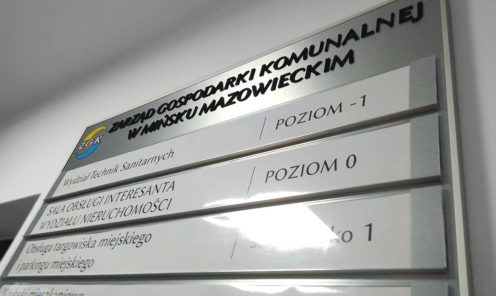 ZGK
ZARZĄD GOSPODARKI KOMUNALNEJ
W MIŃSKU MAZOWIECKIM
Wydział Technik Sanitarnych
POZIOM -1
SALA OBSŁUGI INTERESANTA
WYDZIAŁU NIERUCHOMOŚCI
POZIOM 0
Obsługa targowiska miejskiego
i parkingu miejskiego
1